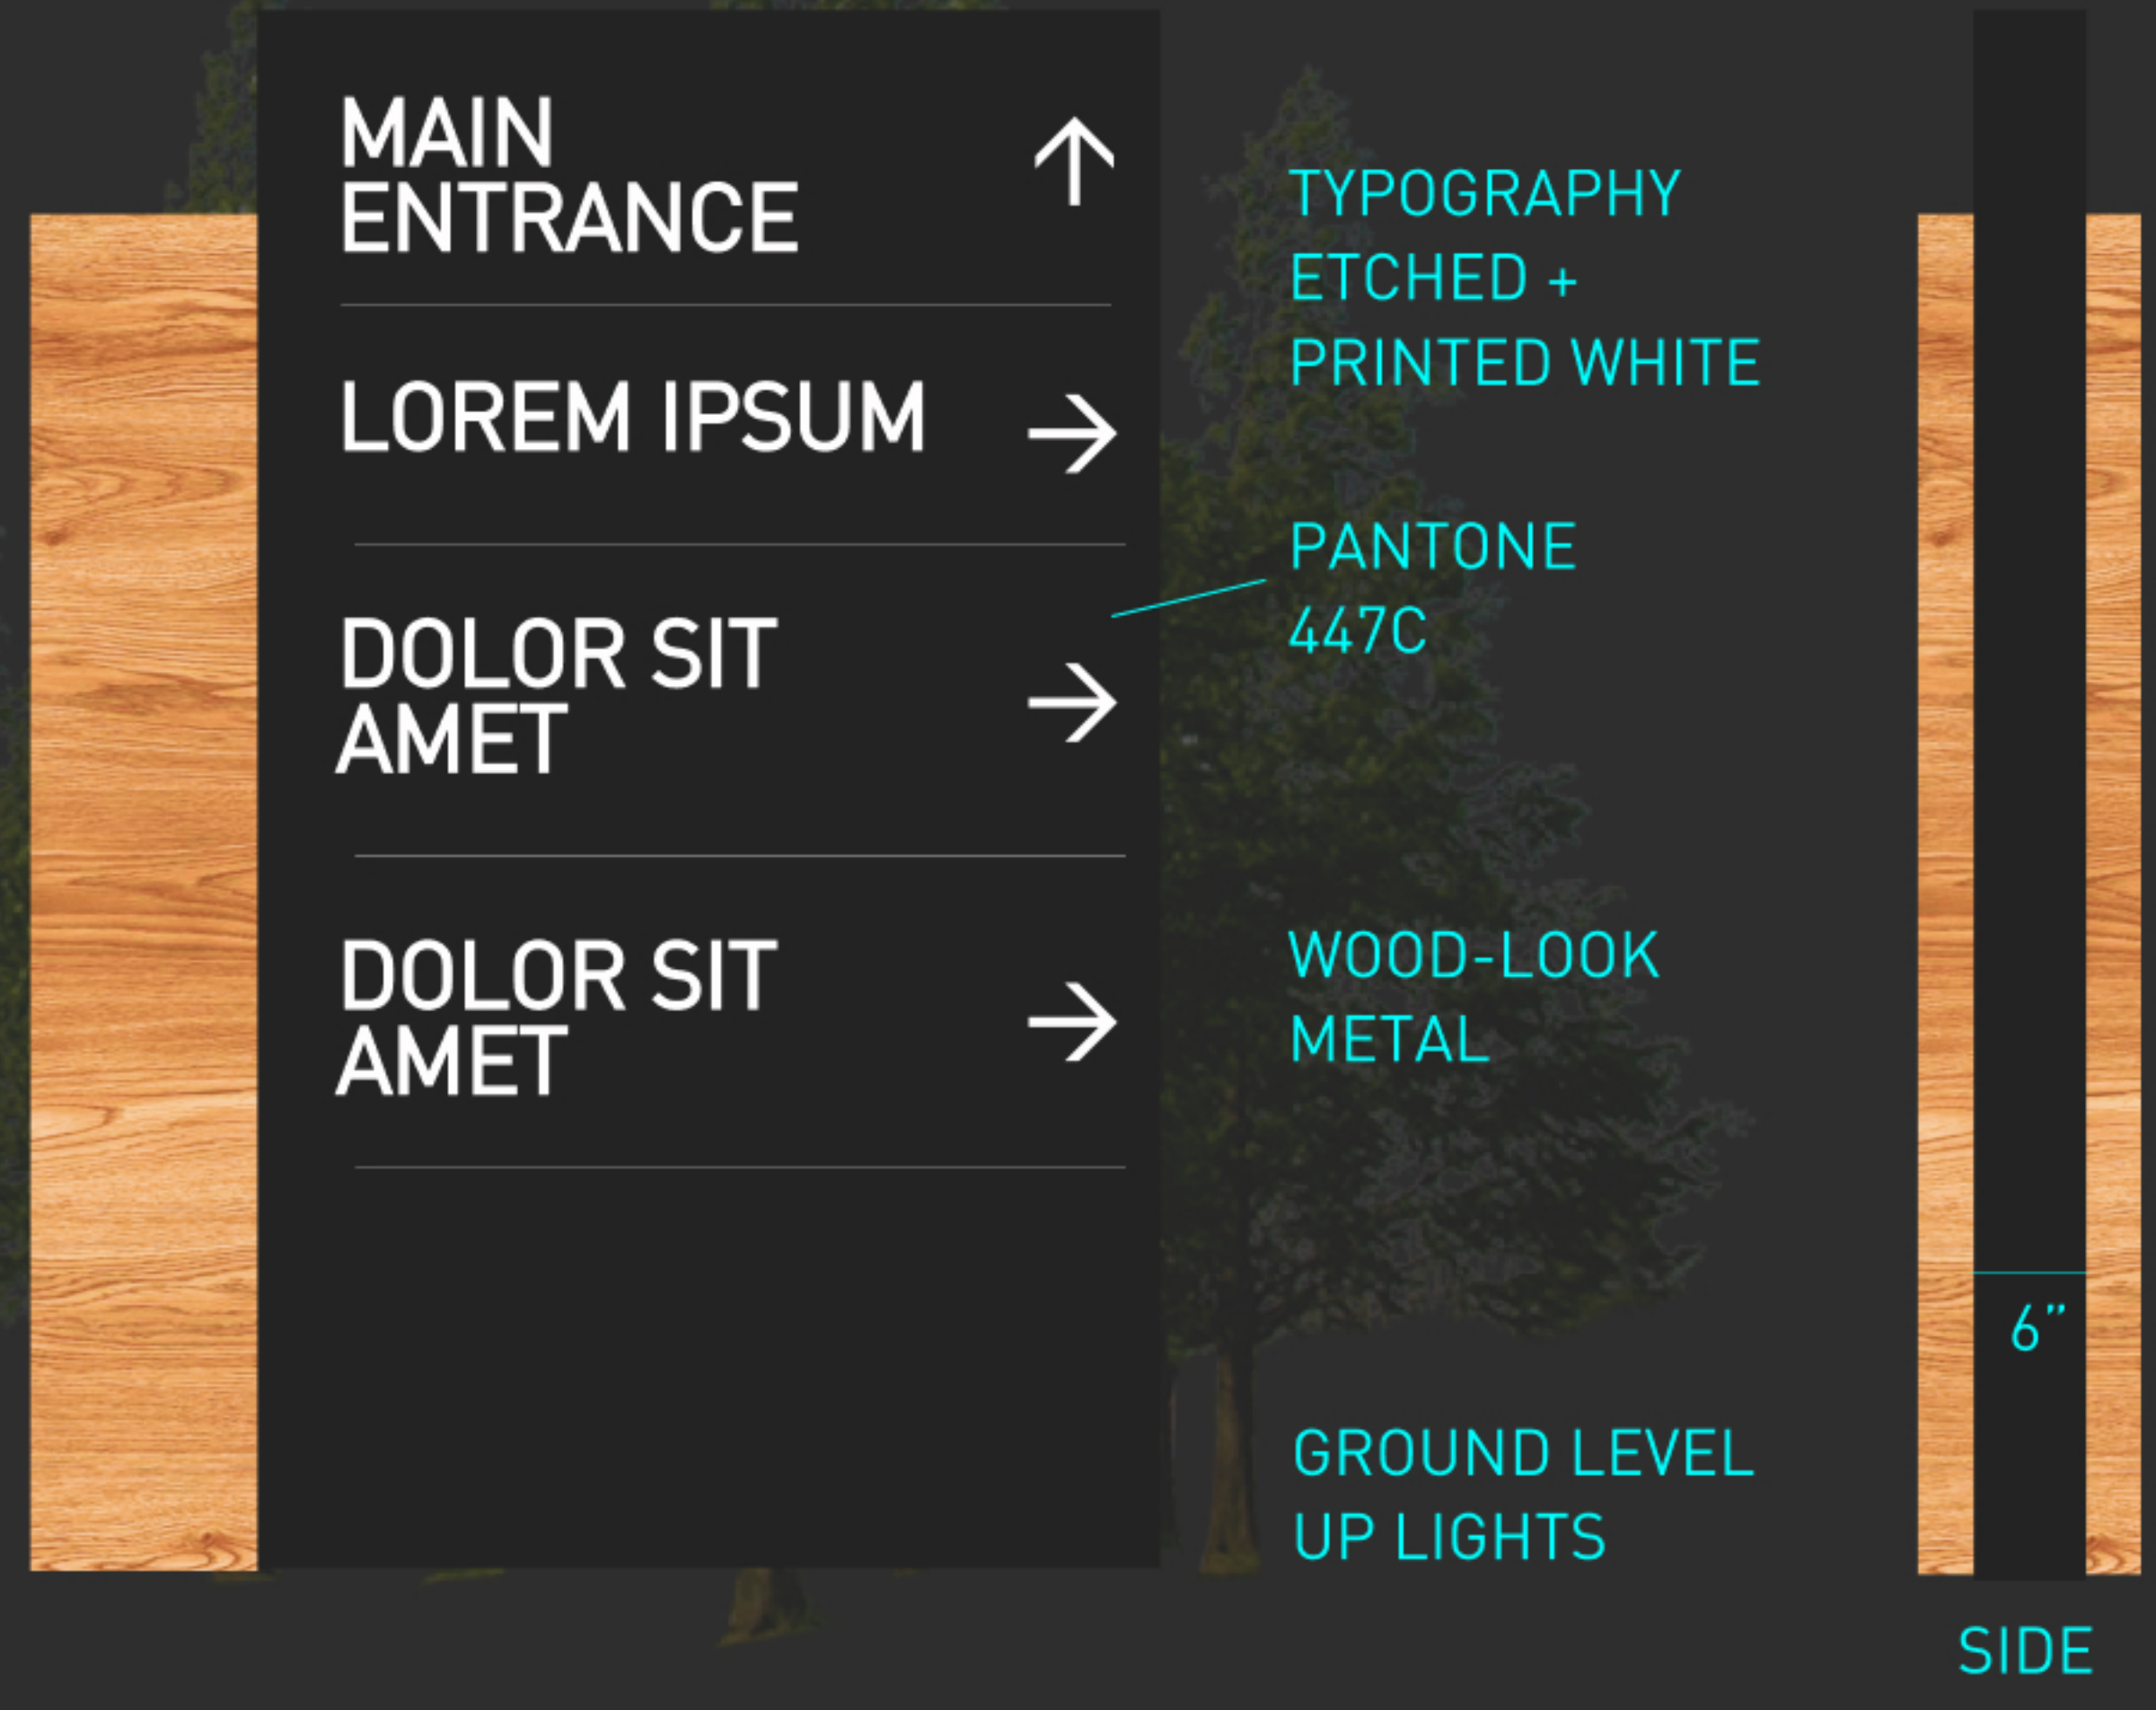 MAIN
ENTRANCE
LOREM IPSUM
DOLOR SIT
AMET
DOLOR SIT
AMET
TYPOGRAPHY
ETCHED +
PRINTED WHITE
PANTONE
447C
WOOD-LOOK
METAL
GROUND LEVEL
UP LIGHTS
6”
SIDE